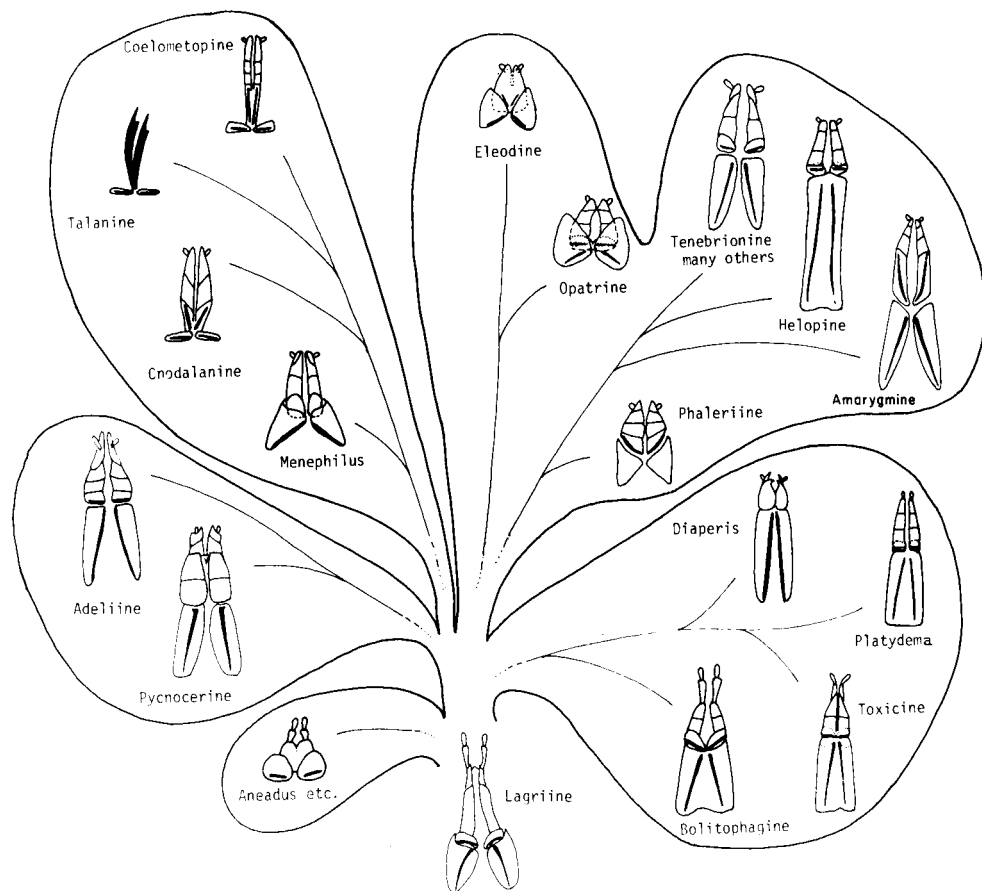 Coelometopine
Eleodine
Talanine
Tenebrionine
many others
Opatrine
Helopine
Cnodalanine
Amarygmine
Phaleriine
Menephilus
Diaperis
Adeliine
Platydema
Pycnocerine
Toxicine
Aneadus etc.
Lagriine
Bolitophagine